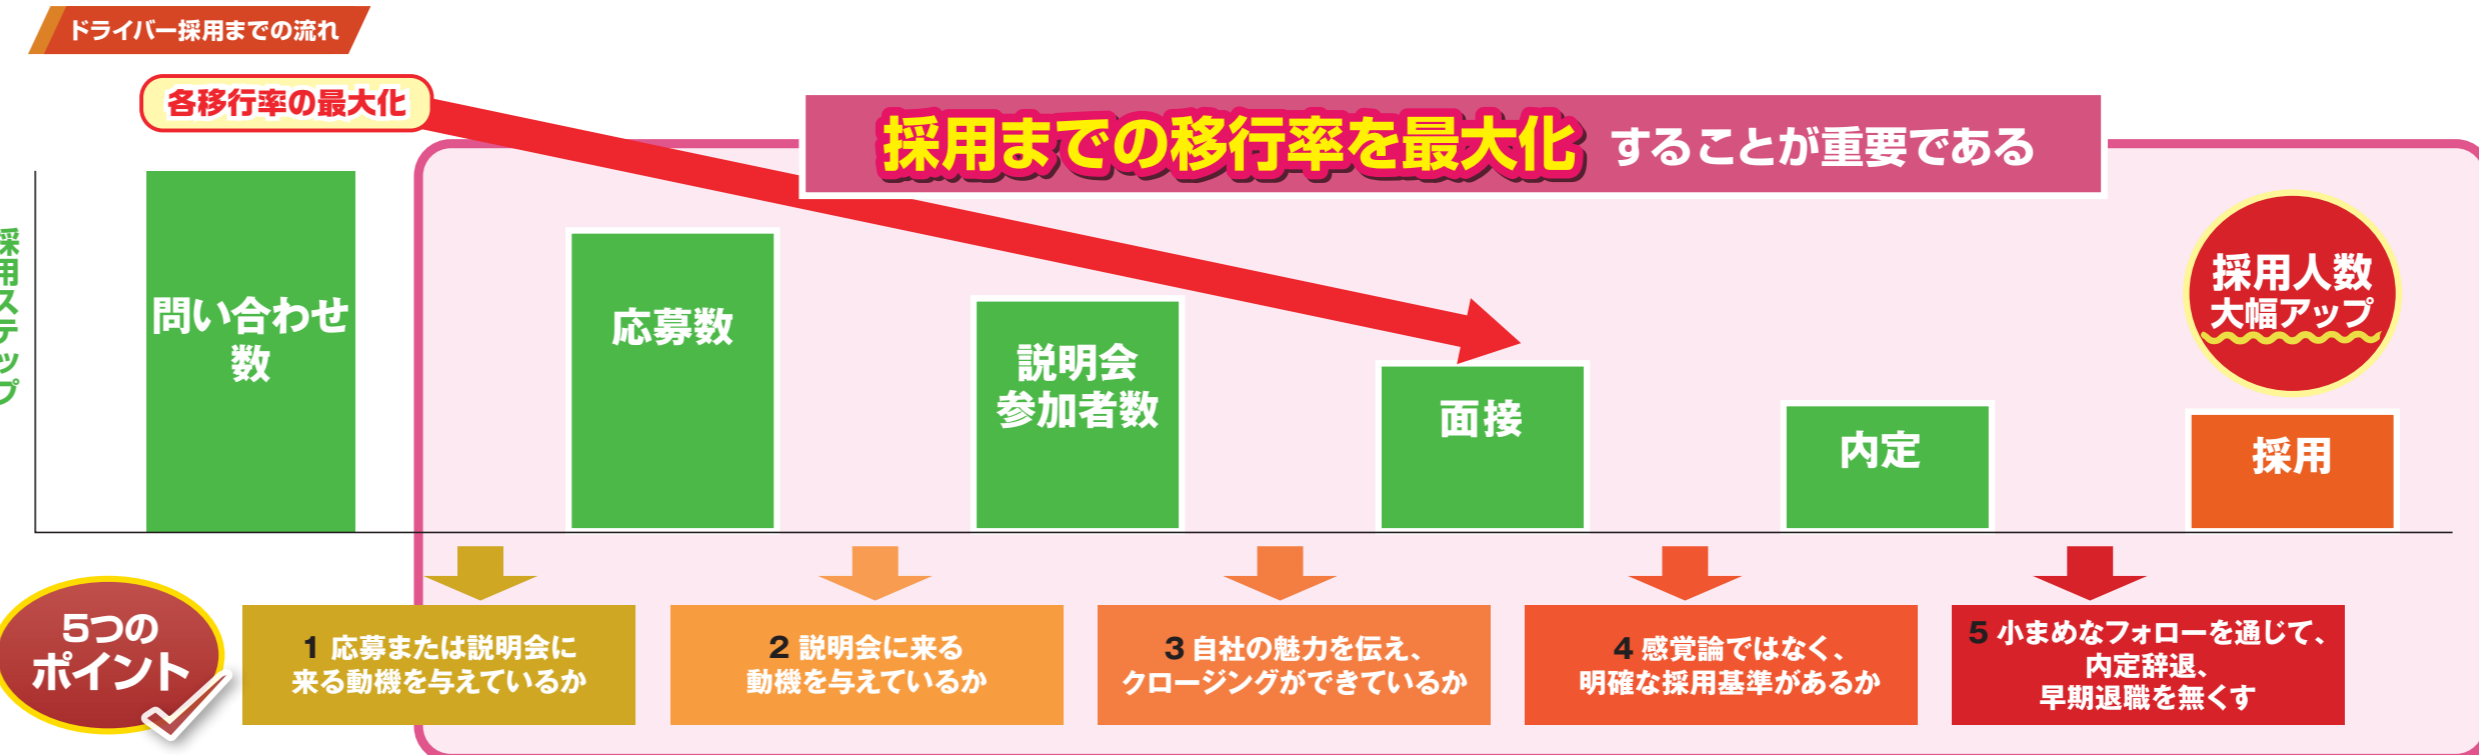 ドライバー採用までの流れ
各移行率の最大化
採用までの移行率を最大化 することが重要である
採用ステップ
問い合わせ
数
応募数
説明会
参加者数
面接
内定
採用人数
大幅アップ
採用
5つの
ポイント
1 応募または説明会に
来る動機を与えているか
2 説明会に来る
動機を与えているか
3 自社の魅力を伝え、
クロージングができているか
4 感覚論ではなく、
明確な採用基準があるか
5 小まめなフォローを通じて、
内定辞退、
早期退職を無くす